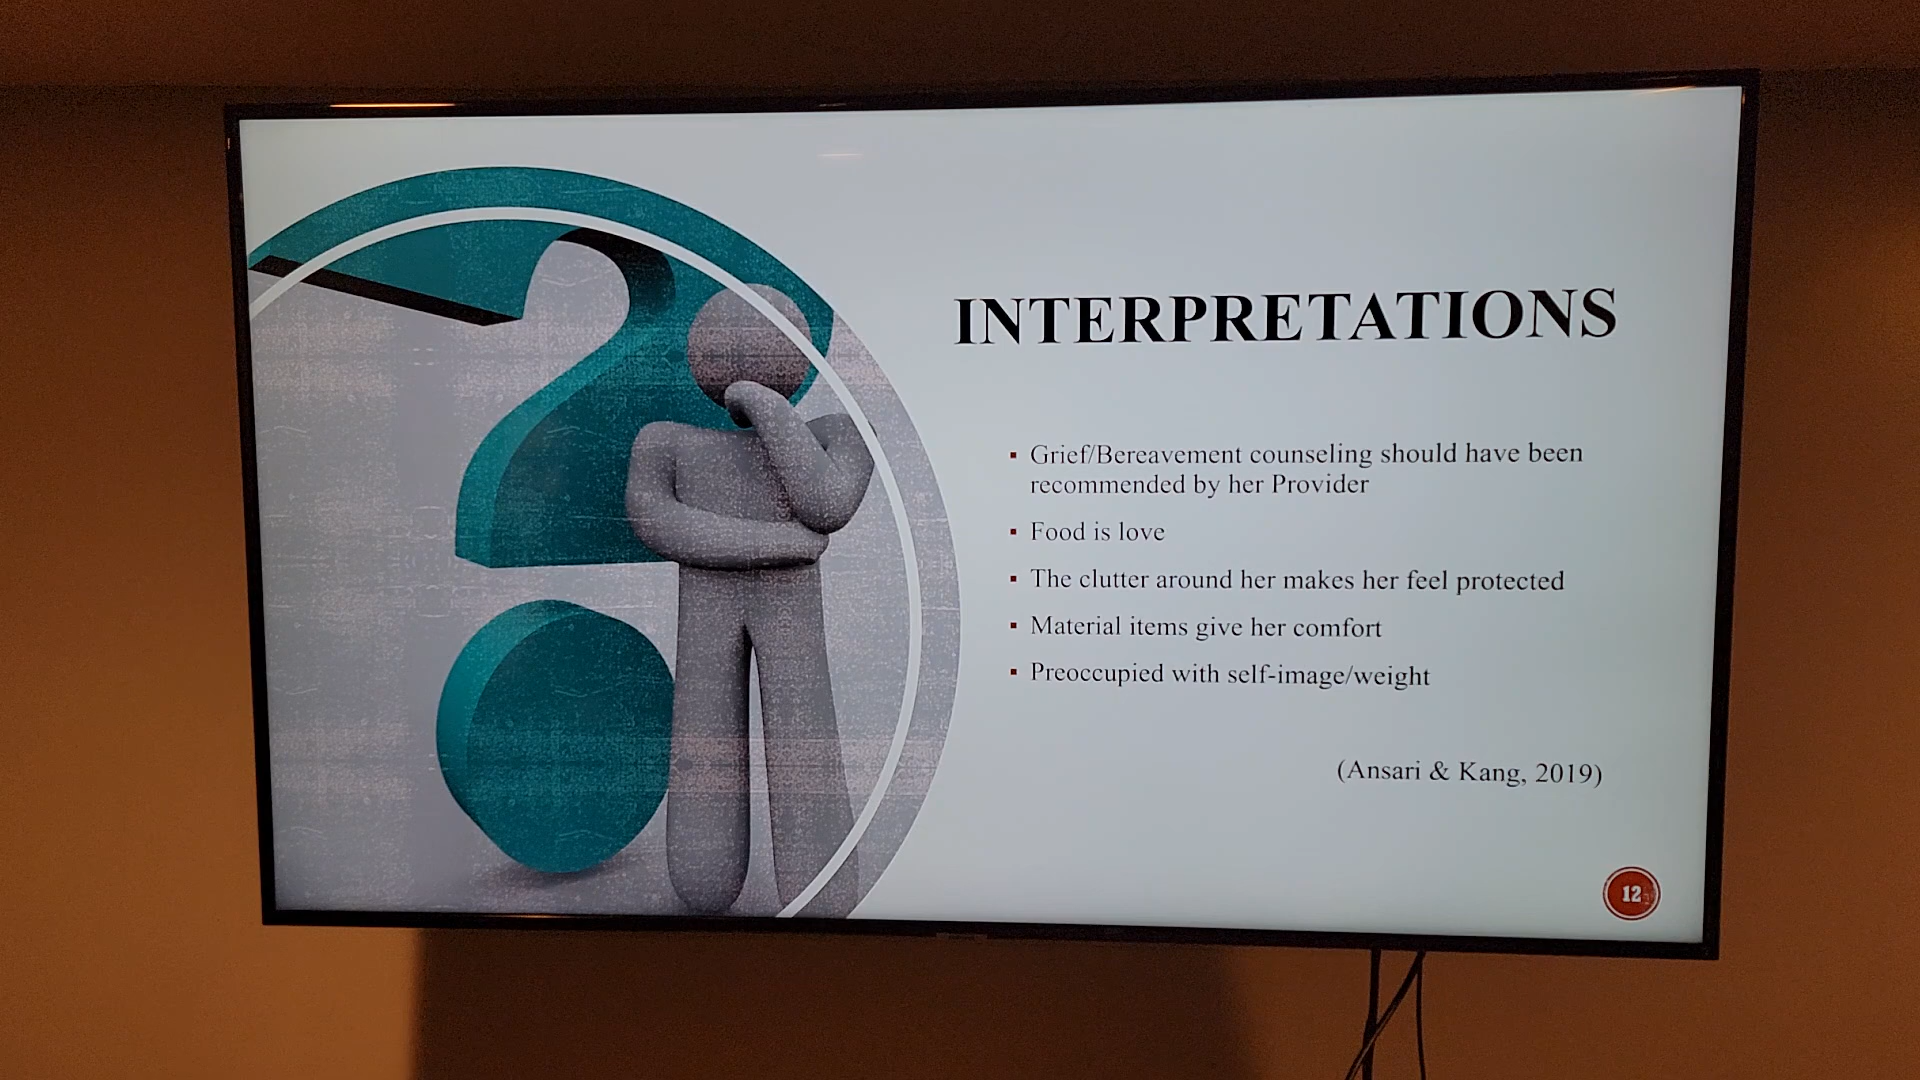 INTERPRETATIONS
▪ Grief/Bereavement counseling should have been
recommended by her Provider
▪ Food is love
▪ The clutter around her makes her feel protected
▪ Material items give her comfort
▪ Preoccupied with self-image/weight
(Ansari & Kang, 2019)
12